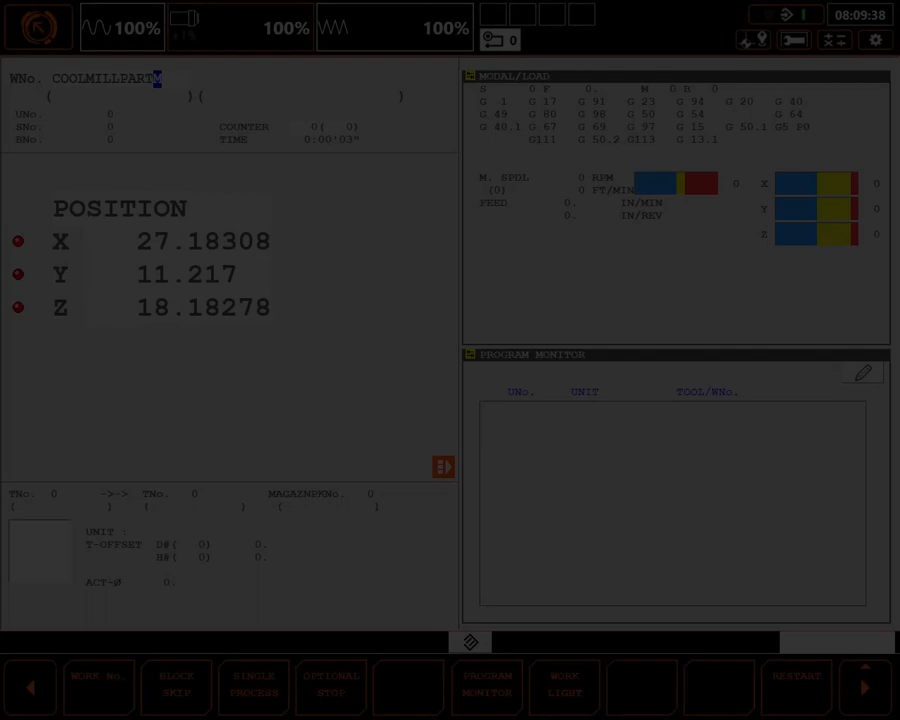 100%
100%
100%
08:09:38
0
WNo. COOLMILLPARTM
( )( )
UNo. 0
SNo. 0 COUNTER 0( 0)
BNo. 0 TIME 0:00'03"
POSITION
X 27.18308
Y 11.217
Z 18.18278
TNo. 0 ->-> TNo. 0 MAGAZNPKNo. 0
( ) ( ) ( )
UNIT :
T-OFFSET D#( 0) 0.
H#( 0) 0.
ACT-Ø 0.
MODAL/LOAD
S 0 F 0. M 0 B 0
G 1 G 17 G 91 G 23 G 94 G 20 G 40
G 49 G 80 G 98 G 50 G 54 G 64
G 40.1 G 67 G 69 G 97 G 15 G 50.1 G5 P0
G111 G 50.2 G113 G 13.1
M. SPDL 0 RPM 0 X 0
(0) 0 FT/MIN
FEED 0. IN/MIN Y 0
0. IN/REV
Z 0
PROGRAM MONITOR
UNo. UNIT TOOL/WNo.
WORK No.
BLOCK SKIP
SINGLE PROCESS
OPTIONAL STOP
PROGRAM MONITOR
WORK LIGHT
RESTART